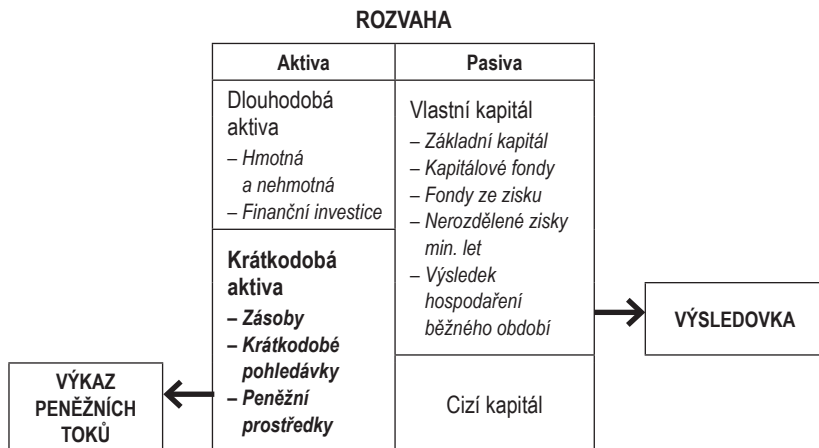 ROZVAHA
Aktiva
Pasiva
Dlouhodobá
aktiva
– Hmotná
a nehmotná
– Finanční investice
Krátkodobá
aktiva
– Zásoby
– Krátkodobé
pohledávky
– Peněžní
prostředky
Vlastní kapitál
– Základní kapitál
– Kapitálové fondy
– Fondy ze zisku
– Nerozdělené zisky
min. let
– Výsledek
hospodaření
běžného období
Cizí kapitál
VÝSLEDOVKA
VÝKAZ
PENĚŽNÍCH
TOKŮ